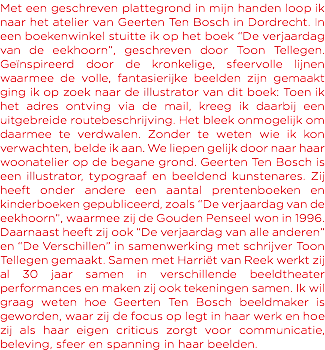 Met een geschreven plattegrond in mijn handen loop ik
naar het atelier van Geerten Ten Bosch in Dordrecht. In
een boekenwinkel stuitte ik op het boek “De verjaardag
van de eekhoorn”, geschreven door Toon Tellegen.
Geïnspireerd door de kronkelige, sfeervolle lijnen
waarmee de volle, fantasierijke beelden zijn gemaakt
ging ik op zoek naar de illustrator van dit boek: Toen ik
het adres ontving via de mail, kreeg ik daarbij een
uitgebreide routebeschrijving. Het bleek onmogelijk om
daarmee te verdwalen. Zonder te weten wie ik kon
verwachten, belde ik aan. We liepen gelijk door naar haar
woonatelier op de begane grond. Geerten Ten Bosch is
een illustrator, typograaf en beeldend kunstenares. Zij
heeft onder andere een aantal prentenboeken en
kinderboeken gepubliceerd, zoals “De verjaardag van de
eekhoorn”, waarmee zij de Gouden Penseel won in 1996.
Daarnaast heeft zij ook “De verjaardag van alle anderen”
en “De Verschillen” in samenwerking met schrijver Toon
Tellegen gemaakt. Samen met Harriët van Reek werkt zij
al 30 jaar samen in verschillende beeldtheater
performances en maken zij ook tekeningen samen. Ik wil
graag weten hoe Geerten Ten Bosch beeldmaker is
geworden, waar zij de focus op legt in haar werk en hoe
zij als haar eigen criticus zorgt voor communicatie,
beleving, sfeer en spanning in haar beelden.